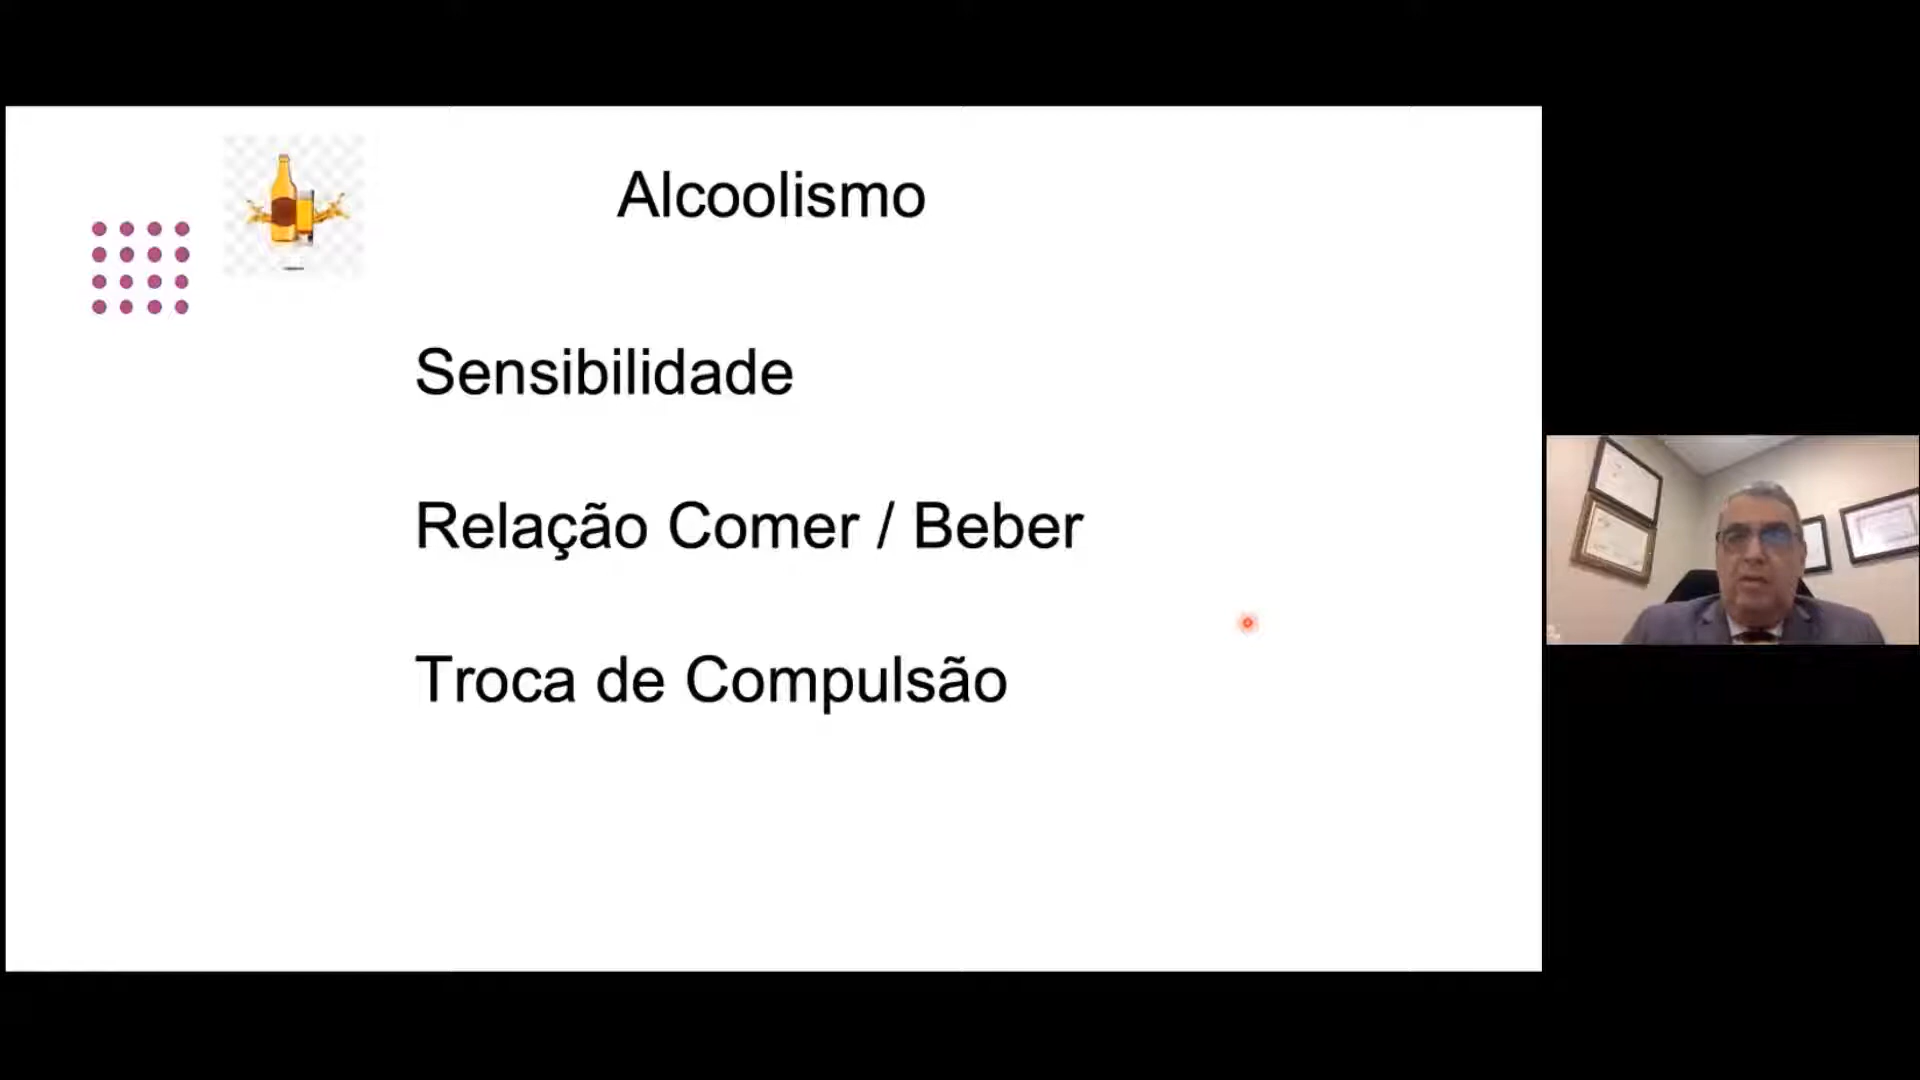 Alcoolismo
Sensibilidade
Relação Comer / Beber
Troca de Compulsão